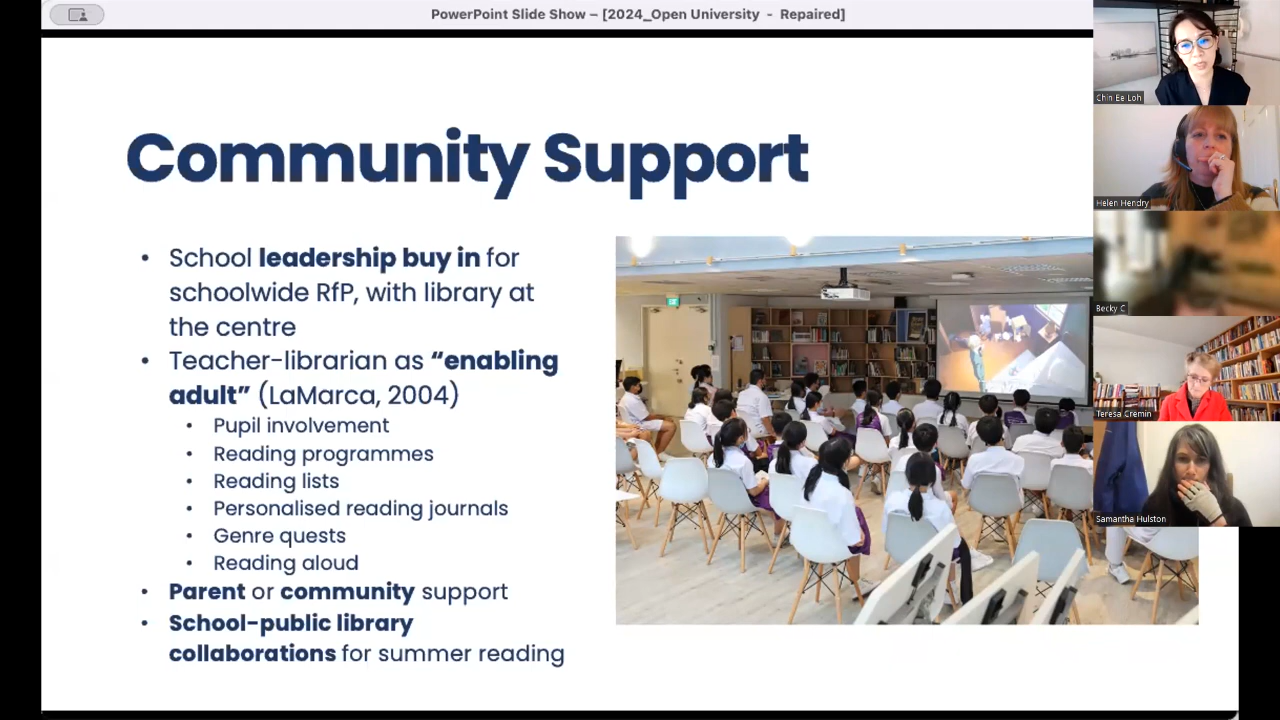 PowerPoint Slide Show – [2024_Open University - Repaired]
Community Support
• School leadership buy in for
schoolwide RfP, with library at
the centre
• Teacher-librarian as “enabling
adult” (LaMarca, 2004)
• Pupil involvement
• Reading programmes
• Reading lists
• Personalised reading journals
• Genre quests
• Reading aloud
• Parent or community support
• School-public library
collaborations for summer reading
Chin Ee Loh
Helen Hendry
Becky C
Teresa Cremin
Samantha Hulston